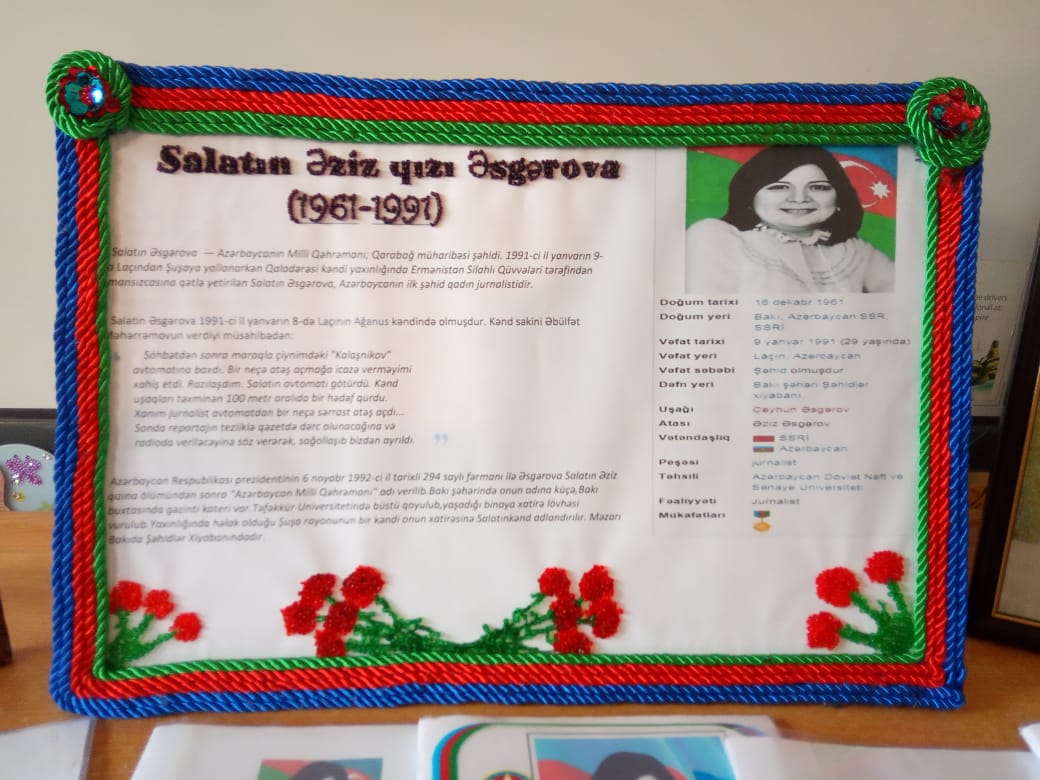 Salatın Əziz qızı Əsgərova
(1961-1991)
Salatın Əsgərova — Azərbaycanın Milli Qəhrəmanı; Qarabağ müharibəsi şəhidi. 1991-ci il yanvarın 9-
a Laçından Şuşaya yollanarkən Qaladərəsi kəndi yaxınlığında Ermənistan Silahlı Qüvvələri tərəfindən
mənsizcəsinə qətlə yetirilən Salatın Əsgərova, Azərbaycanın ilk şəhid qadın jurnalistidir.
Salatın Əsgərova 1991-ci il yanvarın 8-də Laçının Ağanus kəndində olmuşdur. Kənd sakini Əbülfət
Məhərrəmovun verdiyi müsahibədən:
Söhbətdən sonra maraqla çiynimdəki "Kalaşnikov"
avtomatına baxdı. Bir neçə atəş açmağa icazə verməyimi
xahiş etdi. Razılaşdım. Salatın avtomatı götürdü. Kənd
uşaqları təxminən 100 metr aralıda bir hədəf qurdu.
Xanım jurnalist avtomatdan bir neçə sərrast atəş açdı...
Sonda reportajın tezliklə qəzetdə dərc olunacağına və
radioda veriləcəyinə söz verərək, sağollaşıb bizdən ayrıldı. ”
Azərbaycan Respublikası prezidentinin 6 noyabr 1992-ci il tarixli 294 saylı fərmanı ilə Əsgərova Salatın Əziz
qızına ölümündən sonra "Azərbaycan Milli Qəhrəmanı" adı verilib.Bakı şəhərində onun adına küçə,Bakı
buxtasında gəzinti kateri var.Təfəkkür Universitetində büstü qoyulub,yaşadığı binaya xatirə lövhəsi
vurulub.Yaxınlığında həlak olduğu Şuşa rayonunun bir kəndi onun xatirəsinə Salatınkənd adlandırılır. Məzarı
Bakıda Şəhidlər Xiyabanındadır.
Doğum tarixi 16 dekabr 1961
Doğum yeri Bakı, Azərbaycan SSR,
SSRİ
Vəfat tarixi 9 yanvar 1991 (29 yaşında)
Vəfat yeri Laçın, Azərbaycan
Vəfat səbəbi Şəhid olmuşdur
Dəfn yeri Bakı şəhəri Şəhidlər
xiyabanı.
Uşağı Ceyhun Əsgərov
Atası Əziz Əsgərov
Vətəndaşlıq SSRİ
Azərbaycan
Peşəsi jurnalist
Təhsili Azərbaycan Dövlət Neft və
Sənaye Universiteti
Fəaliyyəti Jurnalist
Mükafatları